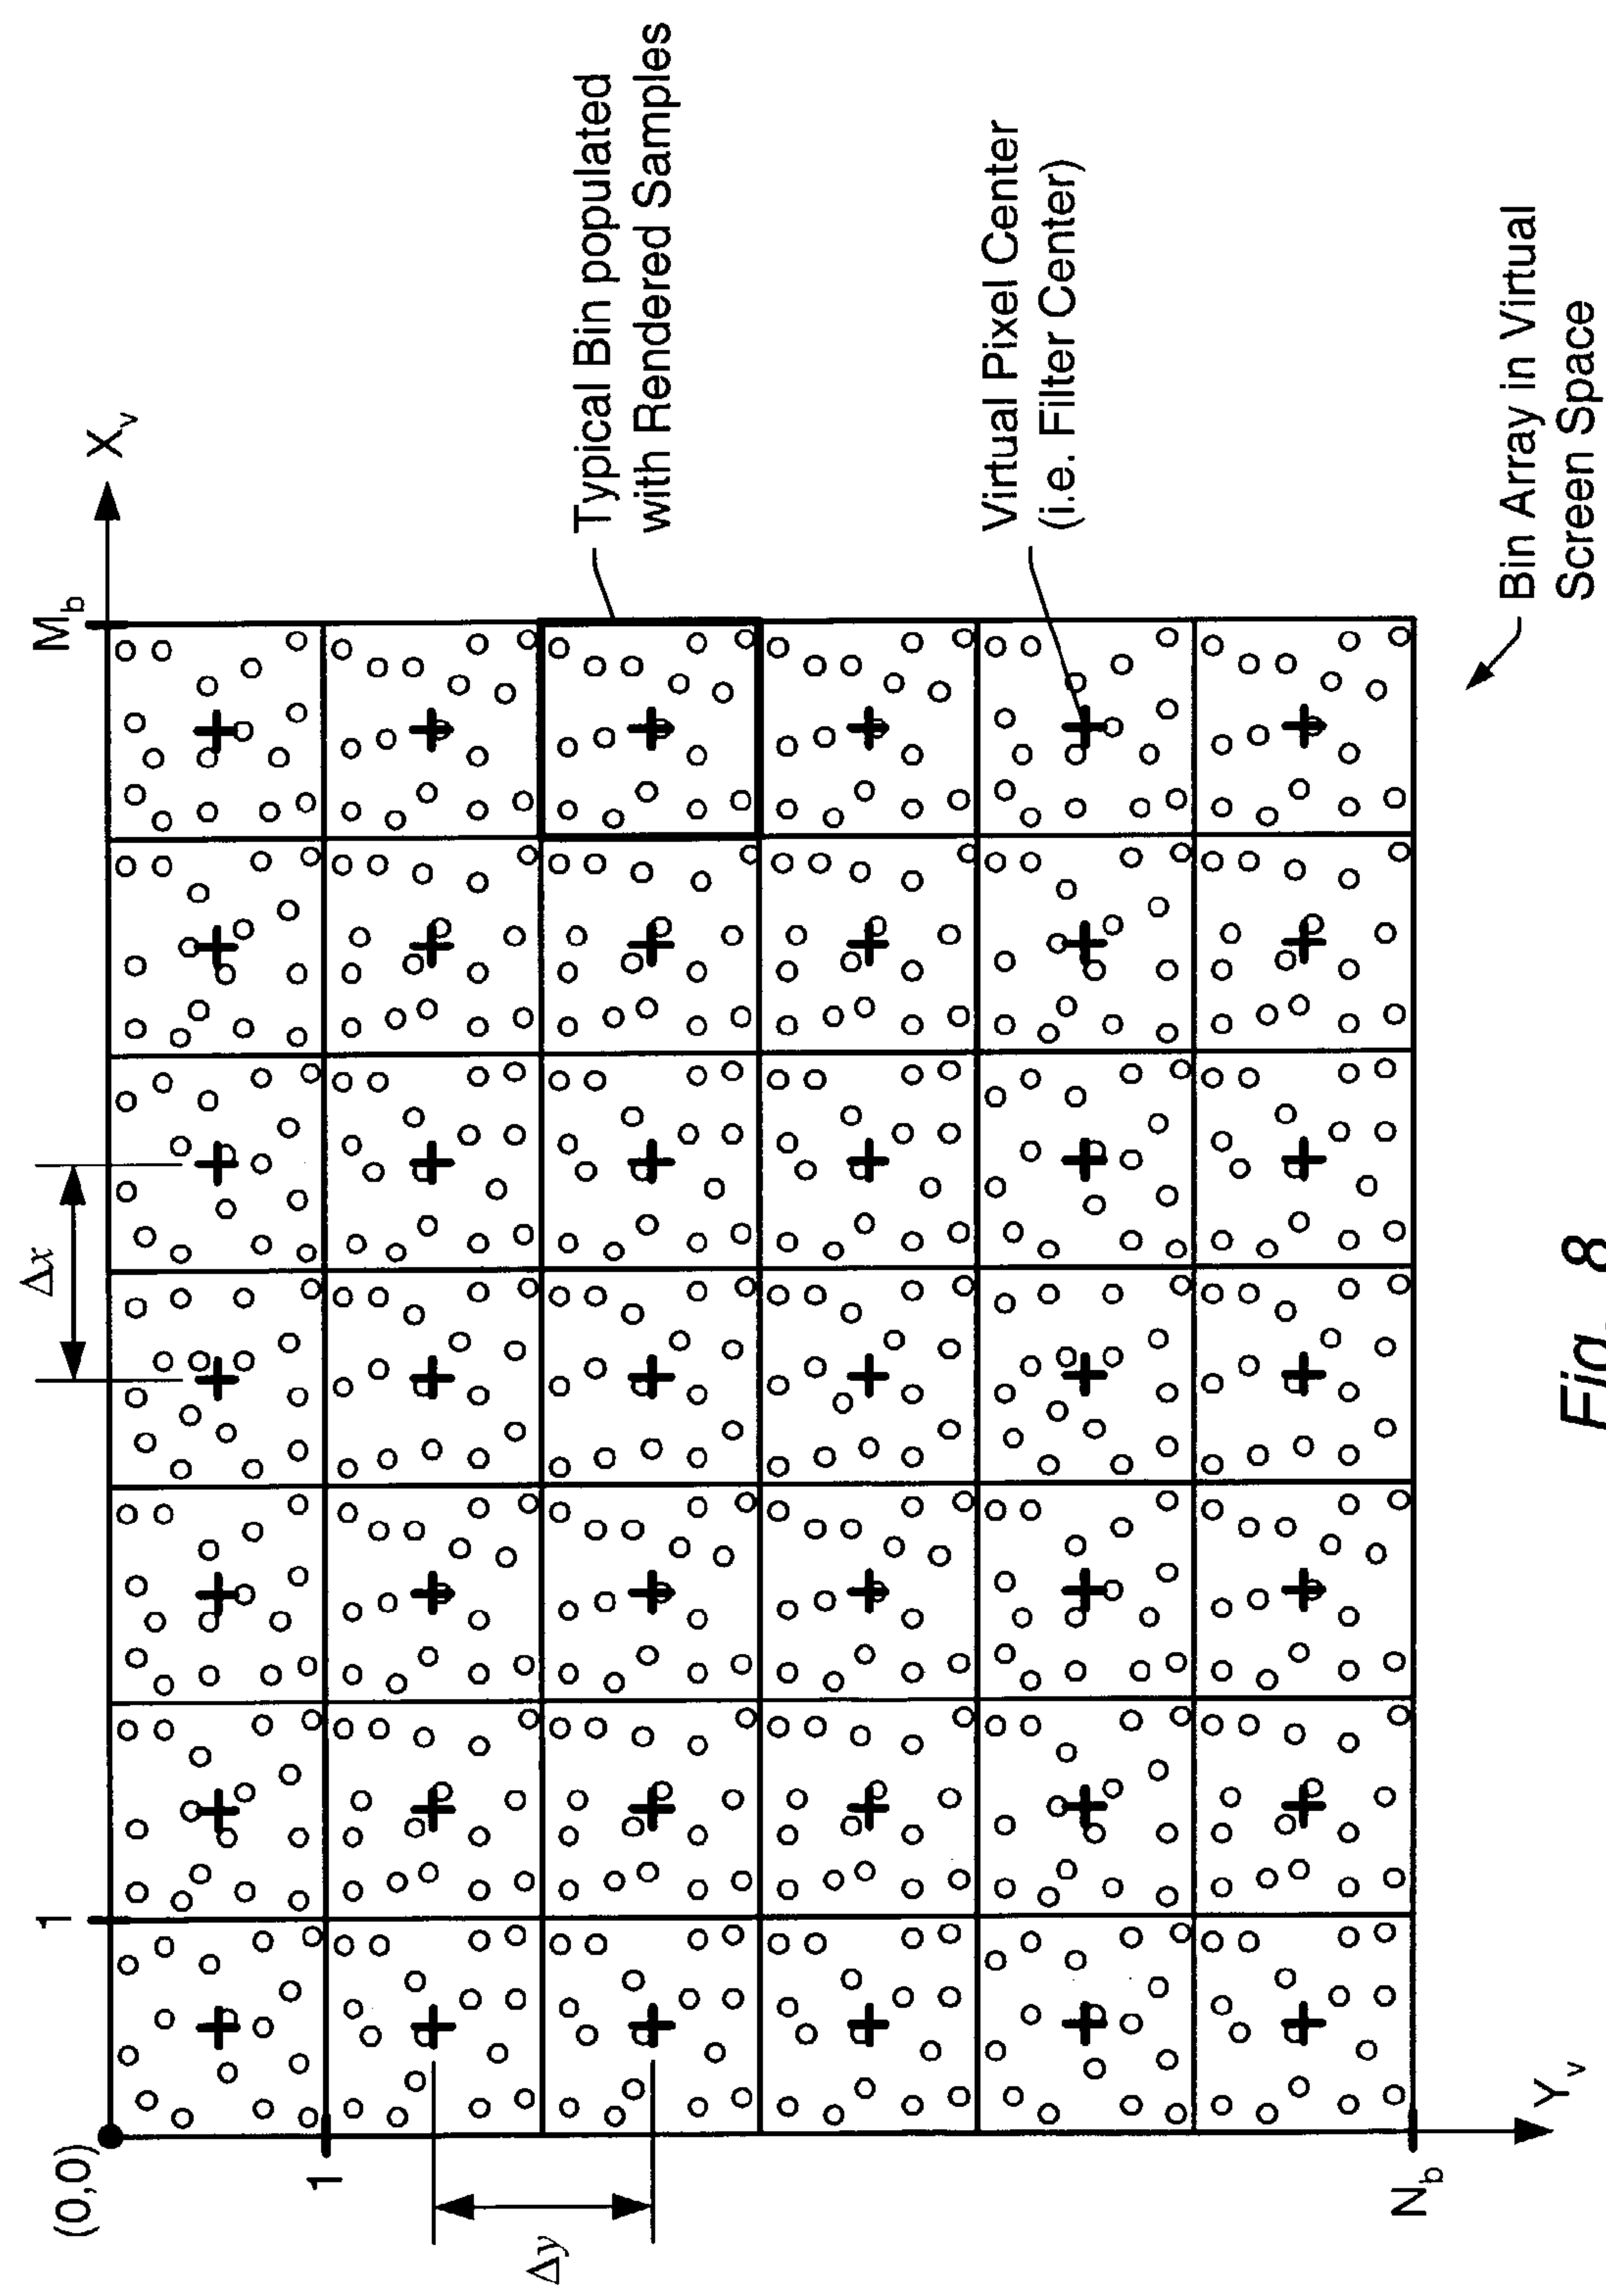 (0,0)
1
Δx
M_b
X_v
1
Δy
Typical Bin populated
with Rendered Samples
Virtual Pixel Center
(i.e. Filter Center)
N_b
Y_v
Bin Array in Virtual
Screen Space
Fig. 8